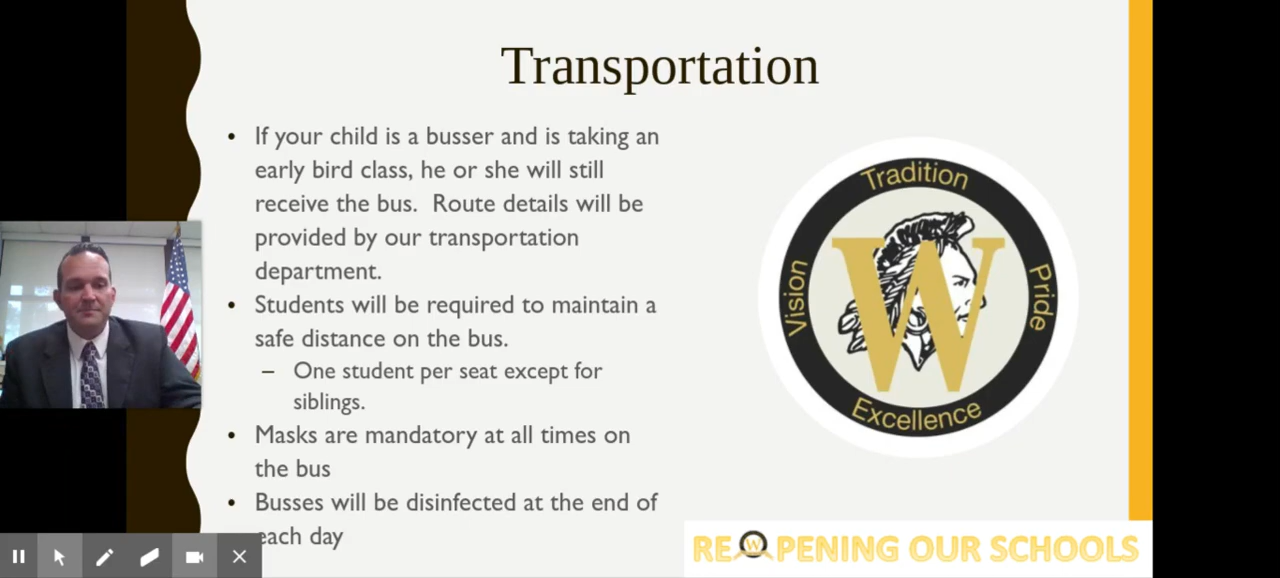 Transportation
• If your child is a busser and is taking an
early bird class, he or she will still
receive the bus.  Route details will be
provided by our transportation
department.
• Students will be required to maintain a
safe distance on the bus.
– One student per seat except for
siblings.
• Masks are mandatory at all times on
the bus
• Busses will be disinfected at the end of
each day
Tradition
Vision
Pride
W
Excellence
REOPENING OUR SCHOOLS